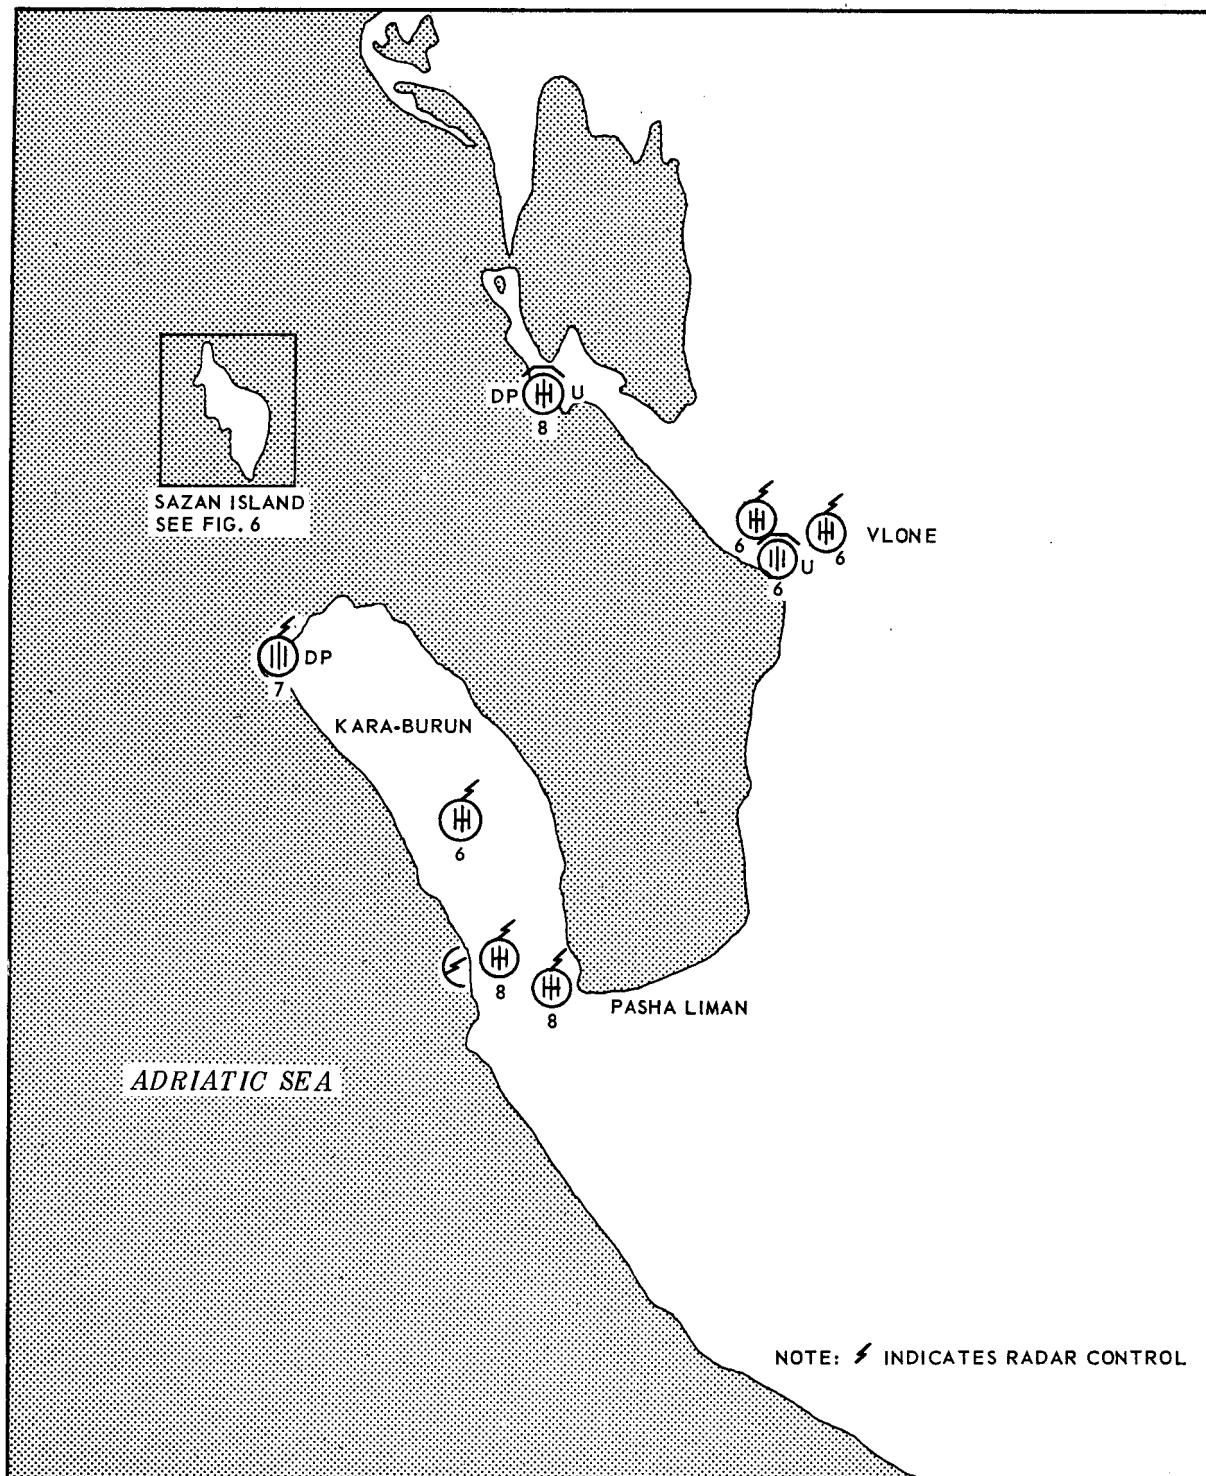 DP U
8
SAZAN ISLAND
SEE FIG. 6
6 6 VLONE
U
6
DP
7
KARA-BURUN
6
8
8
PASHA LIMAN
ADRIATIC SEA
NOTE: INDICATES RADAR CONTROL